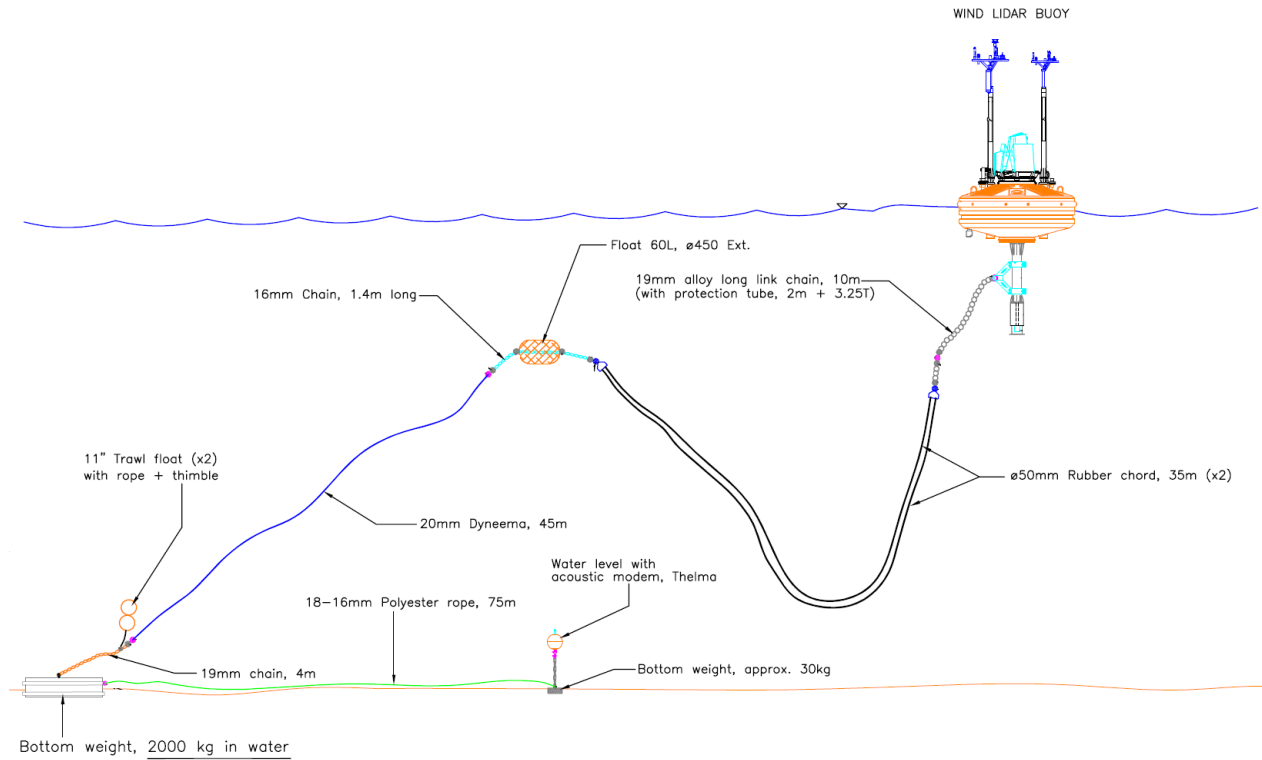 WIND LIDAR BUOY
Float 60L, ø450 Ext.
19mm alloy long link chain, 10m
(with protection tube, 2m + 3.25T)
16mm Chain, 1.4m long
11" Trawl float (x2)
with rope + thimble
ø50mm Rubber chord, 35m (x2)
20mm Dyneema, 45m
Water level with
acoustic modem, Thelma
18-16mm Polyester rope, 75m
19mm chain, 4m
Bottom weight, approx. 30kg
Bottom weight, 2000 kg in water